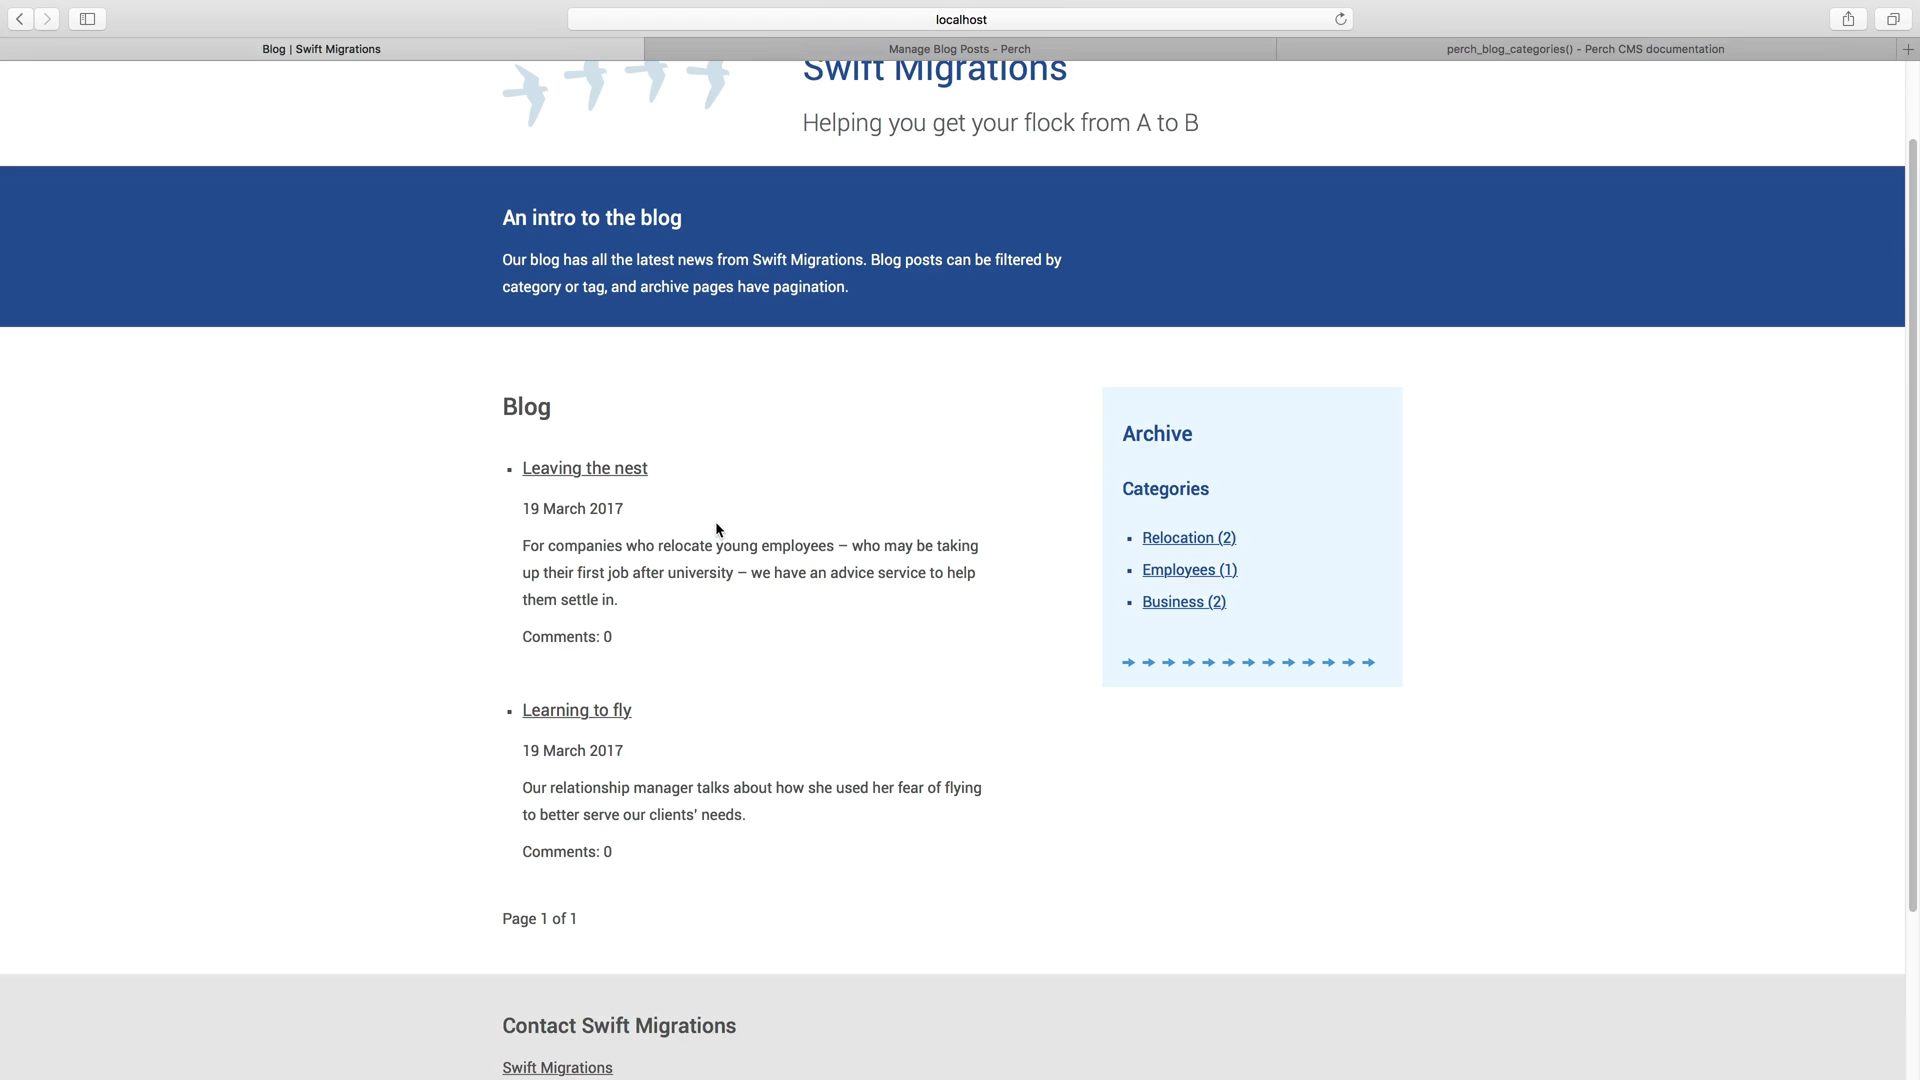 localhost
Blog | Swift Migrations
Manage Blog Posts - Perch
perch_blog_categories() - Perch CMS documentation
Swift Migrations
Helping you get your flock from A to B
An intro to the blog
Our blog has all the latest news from Swift Migrations. Blog posts can be filtered by
category or tag, and archive pages have pagination.
Blog
Leaving the nest
19 March 2017
For companies who relocate young employees – who may be taking
up their first job after university – we have an advice service to help
them settle in.
Comments: 0
Learning to fly
19 March 2017
Our relationship manager talks about how she used her fear of flying
to better serve our clients' needs.
Comments: 0
Page 1 of 1
Archive
Categories
Relocation (2)
Employees (1)
Business (2)
Contact Swift Migrations
Swift Migrations